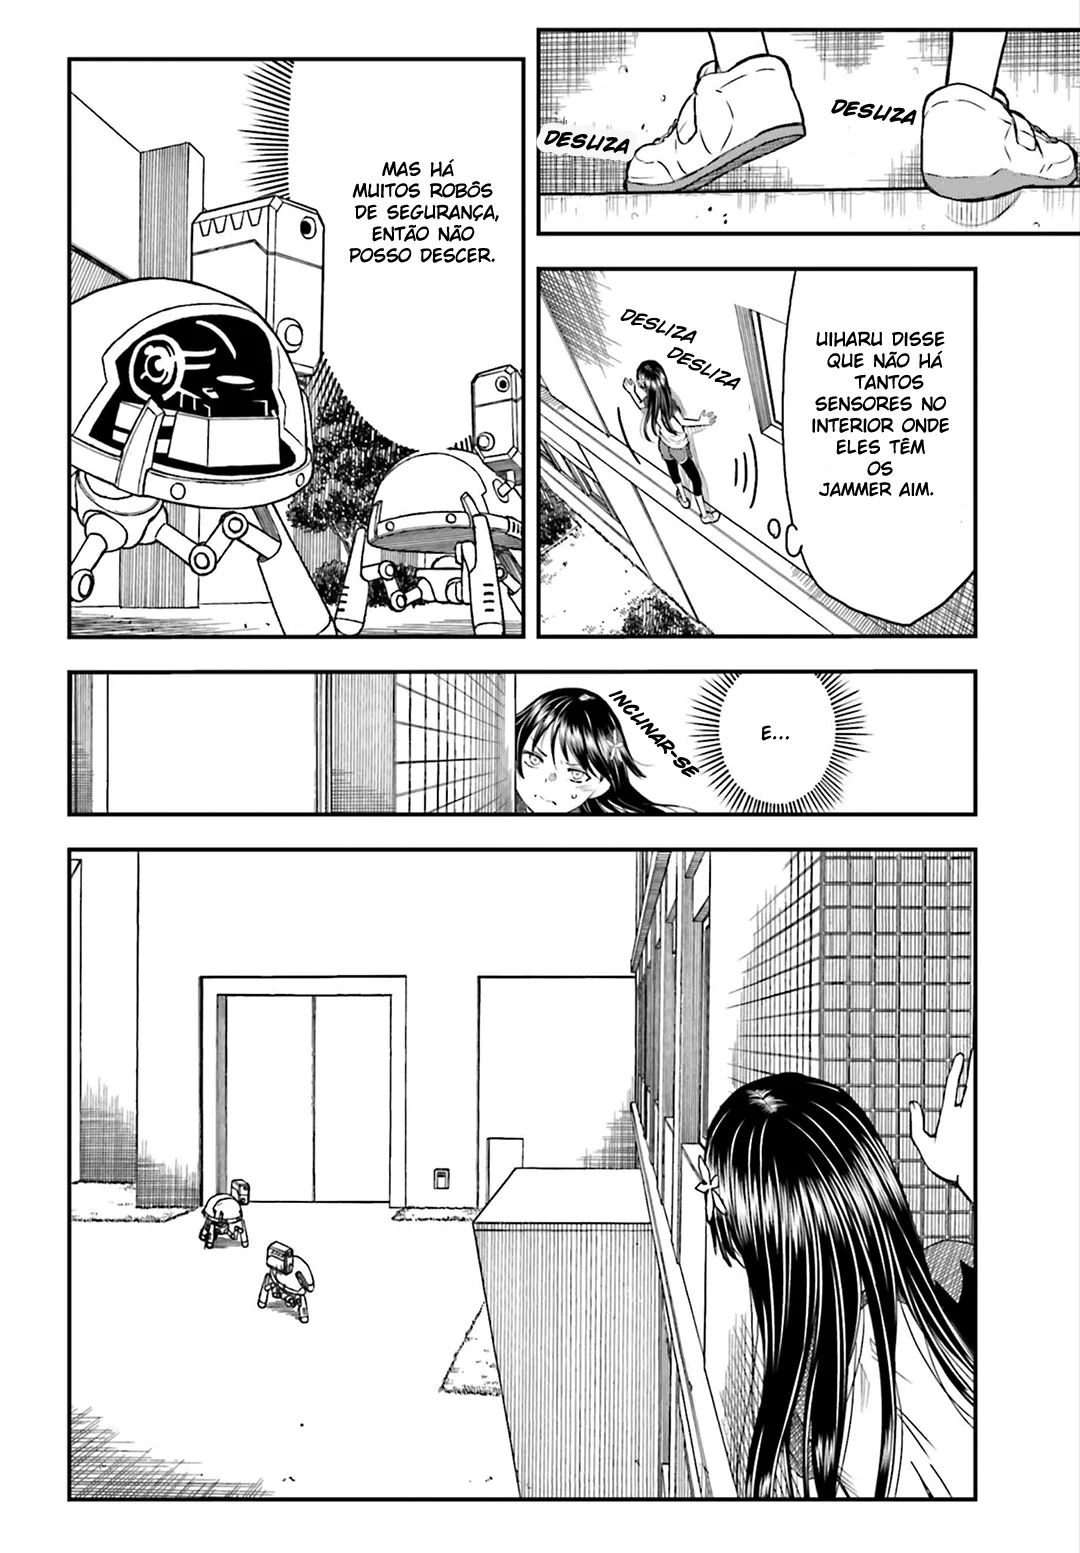 DESLIZA
DESLIZA
UIHARU DISSE
QUE NÃO HÁ
TANTOS
SENSORES NO
INTERIOR ONDE
ELES TÊM
OS
JAMMER AIM.
DESLIZA
DESLIZA
MAS HÁ
MUITOS ROBÔS
DE SEGURANÇA,
ENTÃO NÃO
POSSO DESCER.
E...
INCLINAR-SE